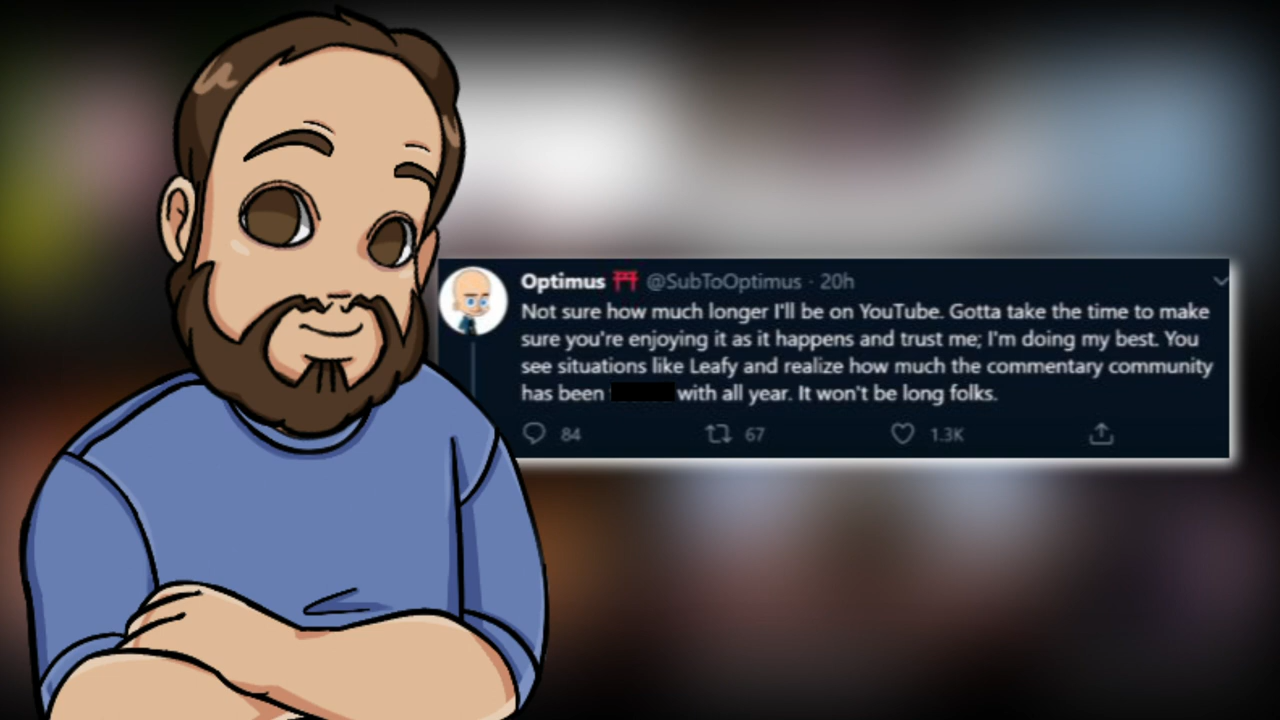 Optimus ⛩️ @SubToOptimus · 20h
Not sure how much longer I'll be on YouTube. Gotta take the time to make
sure you're enjoying it as it happens and trust me; I'm doing my best. You
see situations like Leafy and realize how much the commentary community
has been with all year. It won't be long folks.
84 67 1.3K